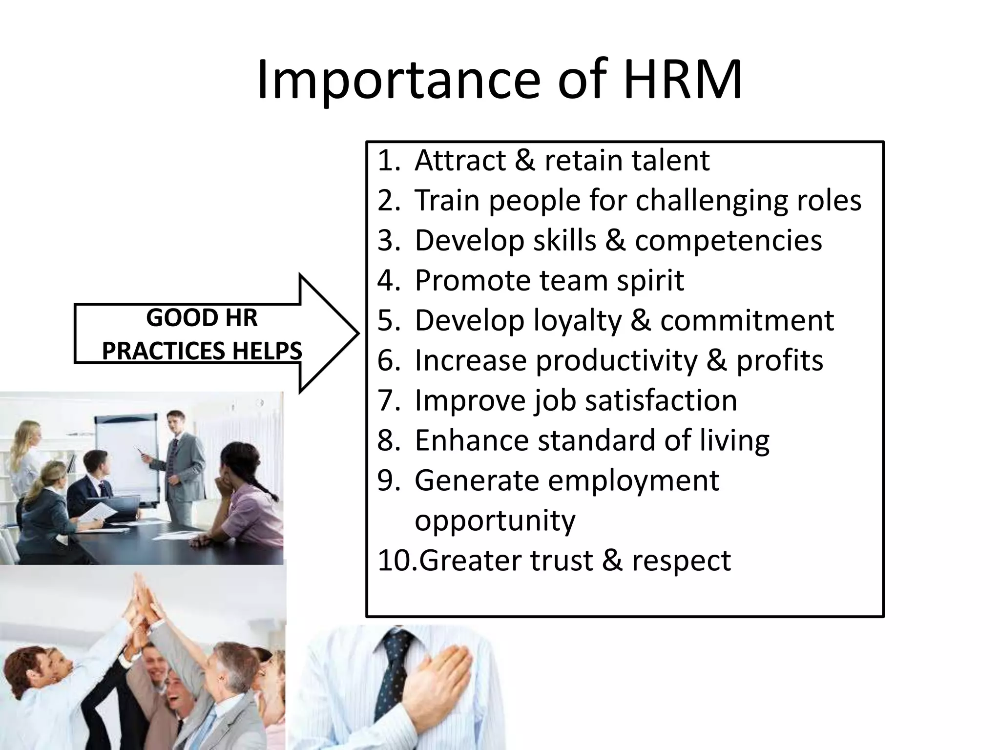 Importance of HRM
GOOD HR
PRACTICES HELPS
1. Attract & retain talent
2. Train people for challenging roles
3. Develop skills & competencies
4. Promote team spirit
5. Develop loyalty & commitment
6. Increase productivity & profits
7. Improve job satisfaction
8. Enhance standard of living
9. Generate employment
opportunity
10.Greater trust & respect